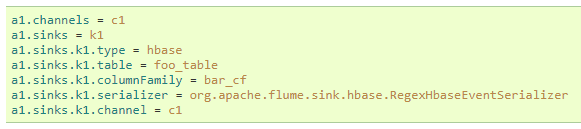 a1.channels = c1
a1.sinks = k1
a1.sinks.k1.type = hbase
a1.sinks.k1.table = foo_table
a1.sinks.k1.columnFamily = bar_cf
a1.sinks.k1.serializer = org.apache.flume.sink.hbase.RegexHbaseEventSerializer
a1.sinks.k1.channel = c1